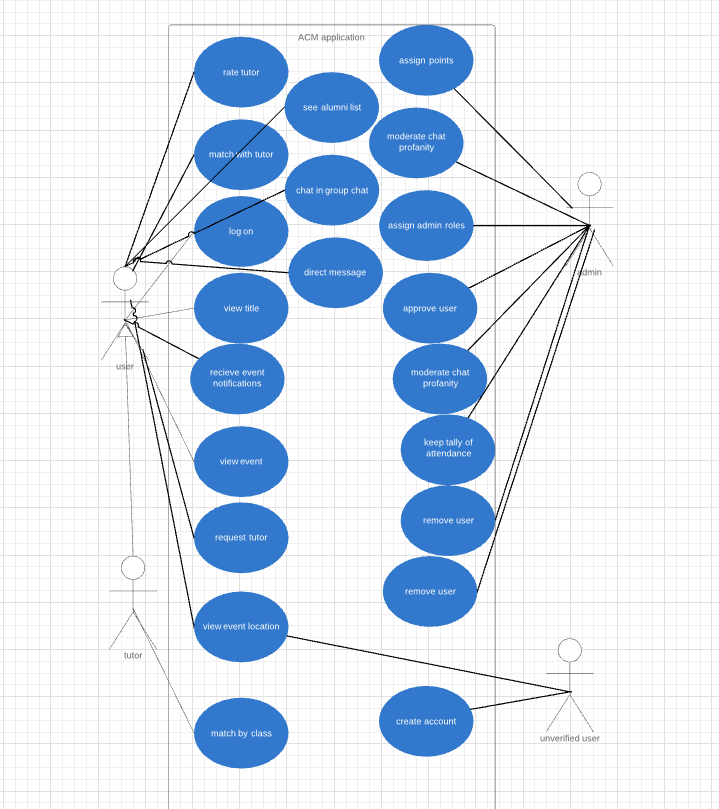 ACM application
assign points
rate tutor
see alumni list
moderate chat
profanity
match with tutor
chat in group chat
assign admin roles
log on
admin
direct message
view title
approve user
user
recieve event
notifications
moderate chat
profanity
keep tally of
attendance
view event
remove user
request tutor
remove user
view event location
tutor
create account
match by class
unverified user